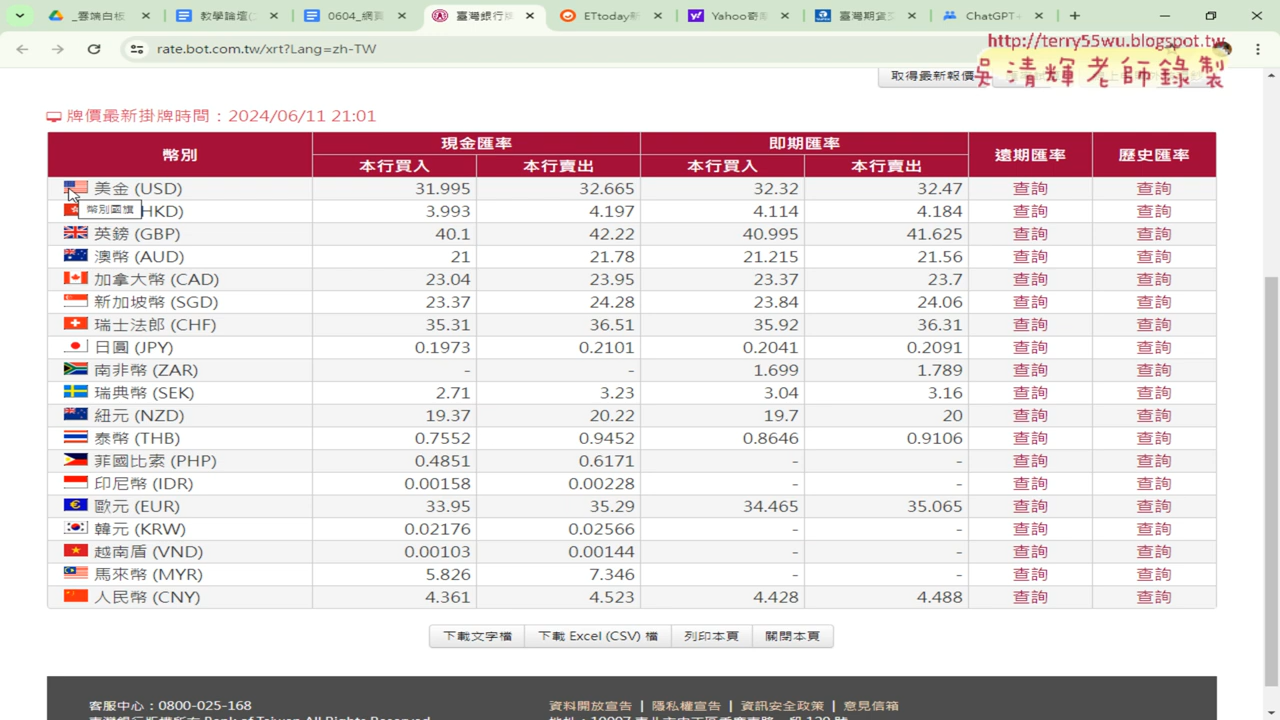 _雲端白板
教學論壇(
0604_網頁
臺灣銀行牌
ETtoday新
Yahoo奇摩
臺灣期貨交
ChatGPT -
rate.bot.com.tw/xrt?Lang=zh-TW
http://terry55wu.blogspot.tw
吳清輝老師錄製
取得最新報價
牌價最新掛牌時間：2024/06/11 21:01
幣別 現金匯率 即期匯率 遠期匯率 歷史匯率
本行買入 本行賣出 本行買入 本行賣出
美金 (USD) 31.995 32.665 32.32 32.47 查詢 查詢
幣別國旗
HKD) 3.993 4.197 4.114 4.184 查詢 查詢
英鎊 (GBP) 40.1 42.22 40.995 41.625 查詢 查詢
澳幣 (AUD) 21 21.78 21.215 21.56 查詢 查詢
加拿大幣 (CAD) 23.04 23.95 23.37 23.7 查詢 查詢
新加坡幣 (SGD) 23.37 24.28 23.84 24.06 查詢 查詢
瑞士法郎 (CHF) 35.31 36.51 35.92 36.31 查詢 查詢
日圓 (JPY) 0.1973 0.2101 0.2041 0.2091 查詢 查詢
南非幣 (ZAR) - - 1.699 1.789 查詢 查詢
瑞典幣 (SEK) 2.71 3.23 3.04 3.16 查詢 查詢
紐元 (NZD) 19.37 20.22 19.7 20 查詢 查詢
泰幣 (THB) 0.7552 0.9452 0.8646 0.9106 查詢 查詢
菲國比索 (PHP) 0.4851 0.6171 - - 查詢 查詢
印尼幣 (IDR) 0.00158 0.00228 - - 查詢 查詢
歐元 (EUR) 33.95 35.29 34.465 35.065 查詢 查詢
韓元 (KRW) 0.02176 0.02566 - - 查詢 查詢
越南盾 (VND) 0.00103 0.00144 - - 查詢 查詢
馬來幣 (MYR) 5.826 7.346 - - 查詢 查詢
人民幣 (CNY) 4.361 4.523 4.428 4.488 查詢 查詢
下載文字檔 下載 Excel (CSV) 檔 列印本頁 關閉本頁
客服中心：0800-025-168
資料開放宣告 | 隱私權宣告 | 資訊安全政策 | 意見信箱